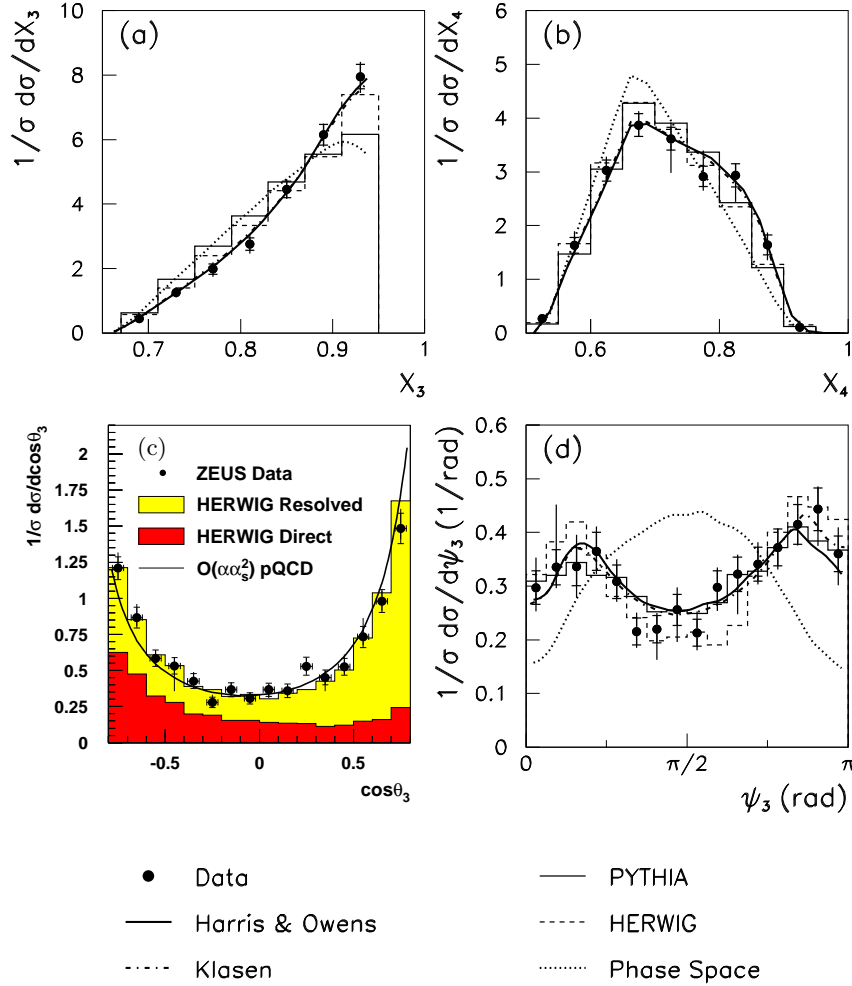 (a)
1/σ dσ/dX₃
10
8
6
4
2
0
0.7 0.8 0.9 1
X₃
(b)
1/σ dσ/dX₄
6
5
4
3
2
1
0
0.6 0.8 1
X₄
(c)
1/σ dσ/dcosθ₃
2
1.75
1.5
1.25
1
0.75
0.5
0.25
0
ZEUS Data
HERWIG Resolved
HERWIG Direct
O(αα²ₛ) pQCD
-0.5 0 0.5
cosθ₃
(d)
1/σ dσ/dψ₃ (1/rad)
0.6
0.5
0.4
0.3
0.2
0.1
0
0 π/2 π
ψ₃ (rad)
Data
Harris & Owens
Klasen
PYTHIA
HERWIG
Phase Space